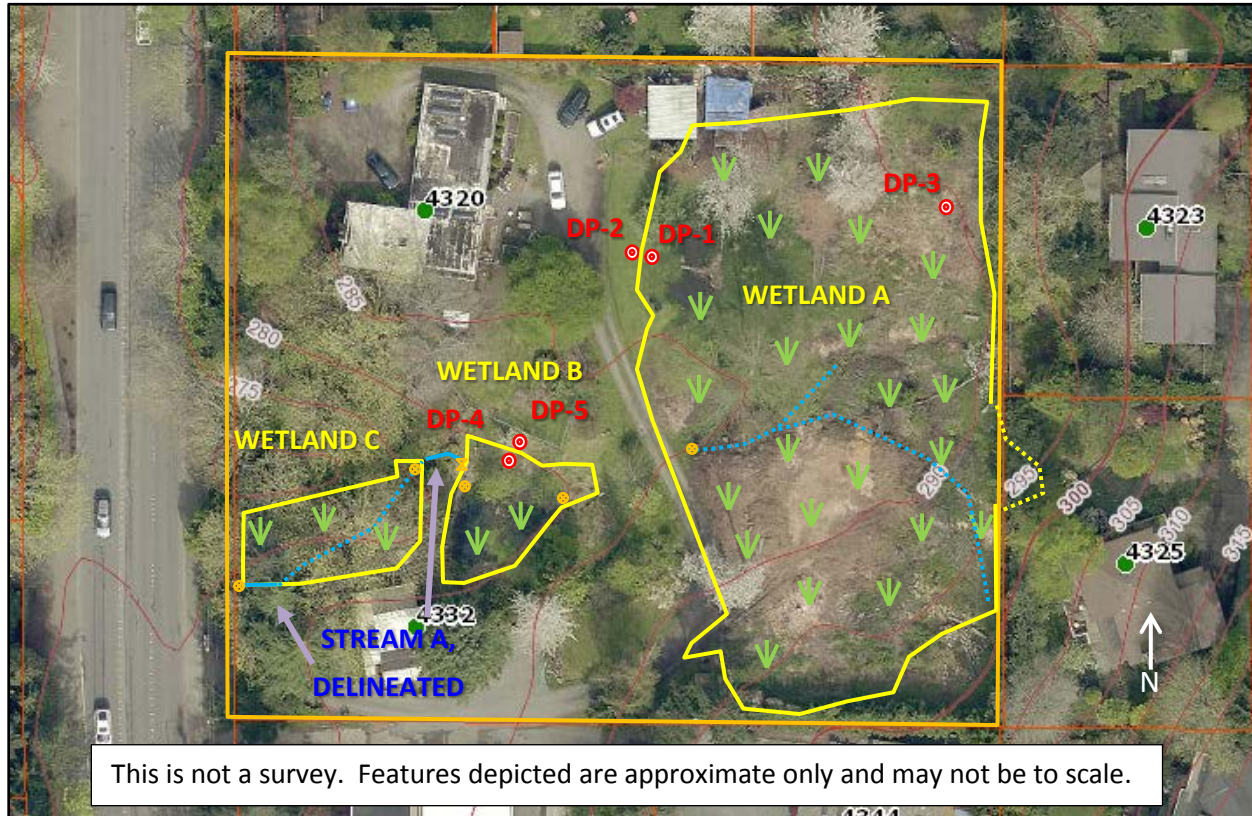 4320
DP-3
4323
DP-2
DP-1
285
WETLAND A
280
WETLAND B
275
DP-5
DP-4
WETLAND C
290
295
300
305
310
315
4325
4332
STREAM A,
DELINEATED
N
This is not a survey.  Features depicted are approximate only and may not be to scale.